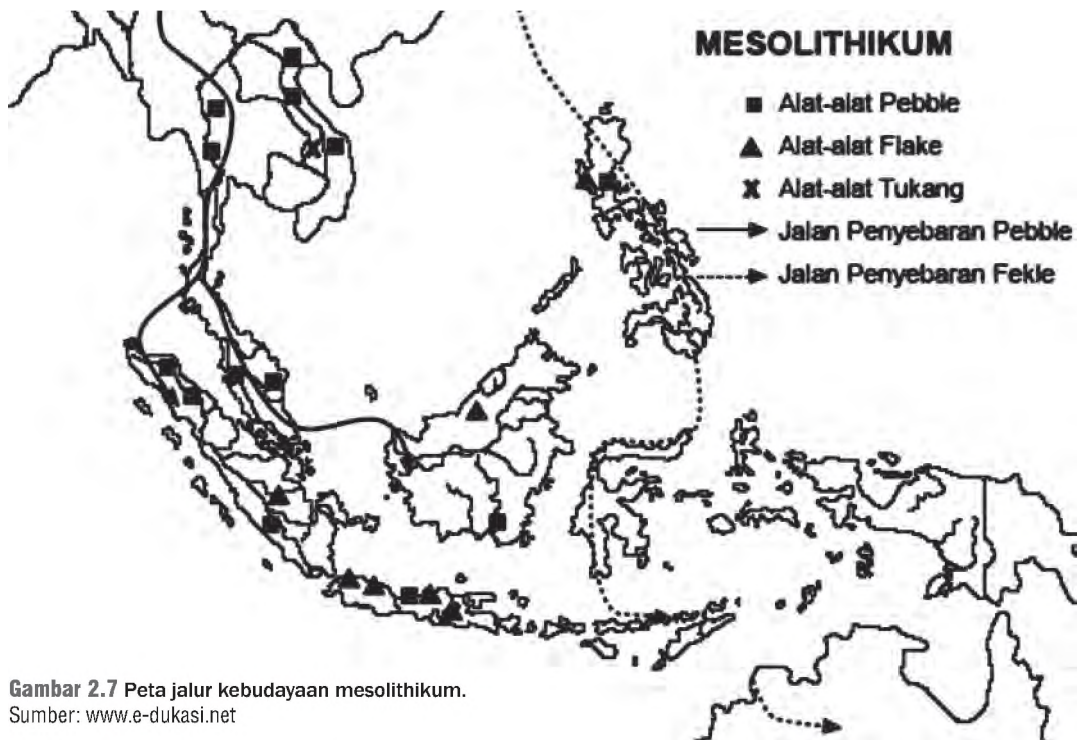 MESOLITHIKUM
Alat-alat Pebble
Alat-alat Flake
Alat-alat Tukang
Jalan Penyebaran Pebble
Jalan Penyebaran Fekle
Gambar 2.7 Peta jalur kebudayaan mesolithikum.
Sumber: www.e-dukasi.net